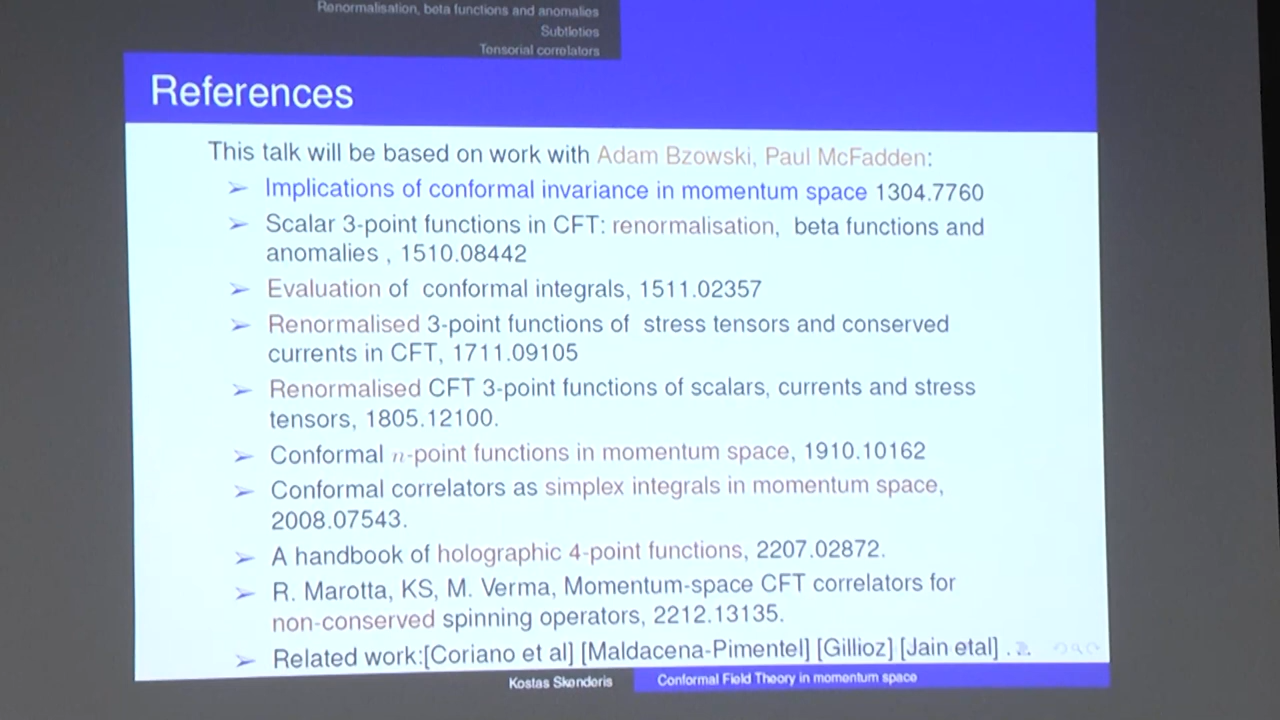 Renormalisation, beta functions and anomalies
Subtleties
Tensorial correlators
References
This talk will be based on work with Adam Bzowski, Paul McFadden:
➢ Implications of conformal invariance in momentum space 1304.7760
➢ Scalar 3-point functions in CFT: renormalisation, beta functions and
anomalies , 1510.08442
➢ Evaluation of conformal integrals, 1511.02357
➢ Renormalised 3-point functions of stress tensors and conserved
currents in CFT, 1711.09105
➢ Renormalised CFT 3-point functions of scalars, currents and stress
tensors, 1805.12100.
➢ Conformal n-point functions in momentum space, 1910.10162
➢ Conformal correlators as simplex integrals in momentum space,
2008.07543.
➢ A handbook of holographic 4-point functions, 2207.02872.
➢ R. Marotta, KS, M. Verma, Momentum-space CFT correlators for
non-conserved spinning operators, 2212.13135.
➢ Related work:[Coriano et al] [Maldacena-Pimentel] [Gillioz] [Jain etal] . .
Kostas Skenderis Conformal Field Theory in momentum space